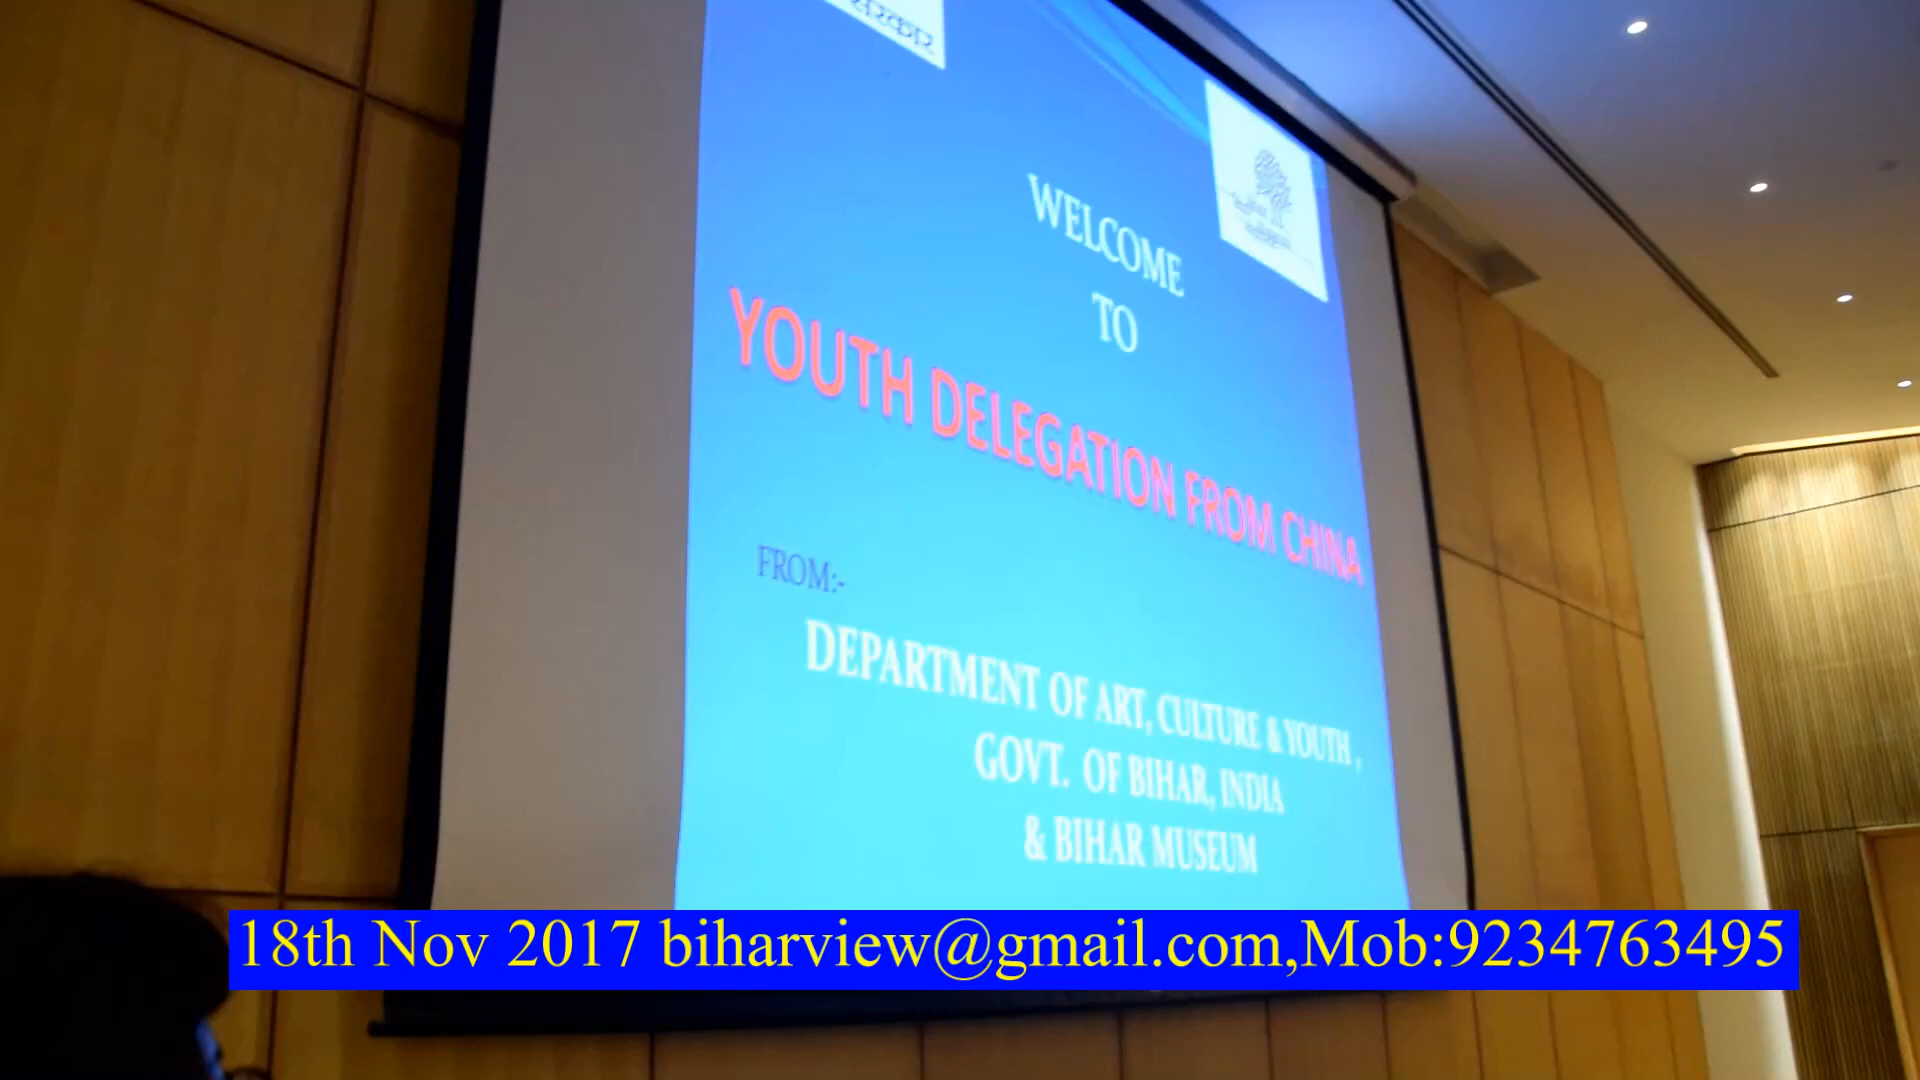 सरकार
WELCOME
TO
YOUTH DELEGATION FROM CHINA
FROM:-
DEPARTMENT OF ART, CULTURE & YOUTH ,
GOVT. OF BIHAR, INDIA
& BIHAR MUSEUM
18th Nov 2017 biharview@gmail.com,Mob:9234763495